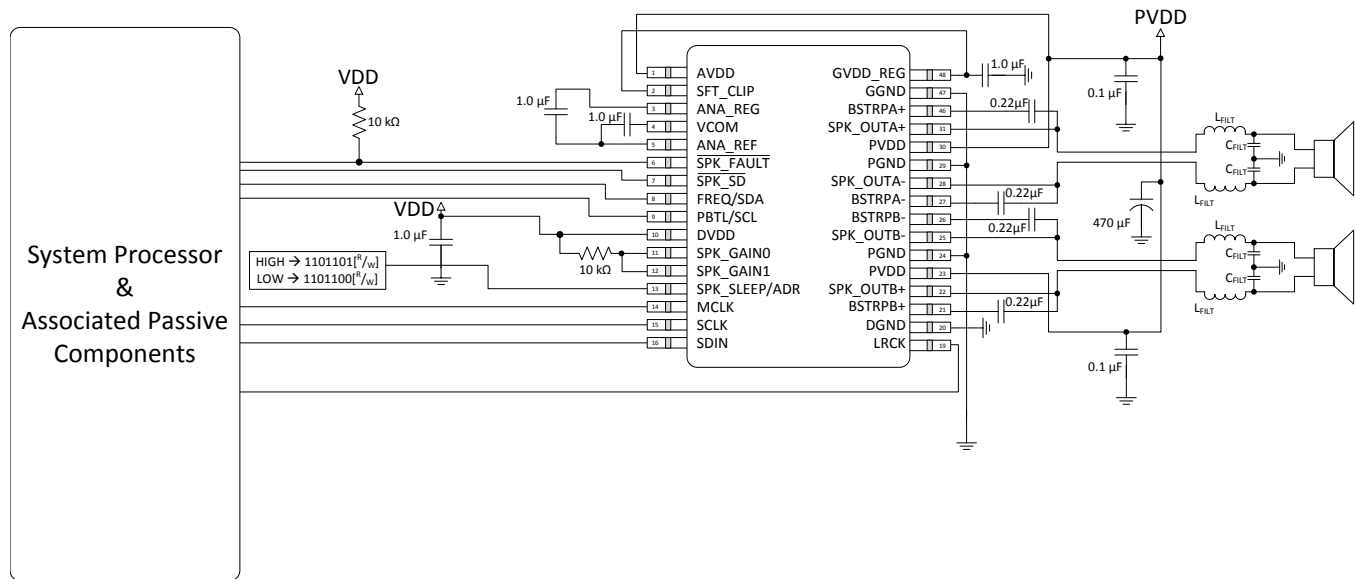 System Processor
&
Associated Passive
Components
VDD
10 kΩ
VDD
1.0 µF
HIGH → 1101101[R/W]
LOW → 1101100[R/W]
1.0 µF
1.0 µF
10 kΩ
1 AVDD
2 SFT_CLIP
3 ANA_REG
4 VCOM
5 ANA_REF
6 SPK_FAULT
7 SPK_SD
8 FREQ/SDA
9 PBTL/SCL
10 DVDD
11 SPK_GAIN0
12 SPK_GAIN1
13 SPK_SLEEP/ADR
14 MCLK
15 SCLK
16 SDIN
GVDD_REG 48
GGND 47
BSTRPA+ 46
SPK_OUTA+ 31
PVDD 30
PGND 29
SPK_OUTA- 28
BSTRPA- 27
BSTRPB- 26
SPK_OUTB- 25
PGND 24
PVDD 23
SPK_OUTB+ 22
BSTRPB+ 21
DGND 20
LRCK 19
1.0 µF
0.22µF
0.22µF
0.22µF
0.22µF
PVDD
0.1 µF
470 µF
0.1 µF
LFILT
CFILT
CFILT
LFILT
LFILT
CFILT
CFILT
LFILT